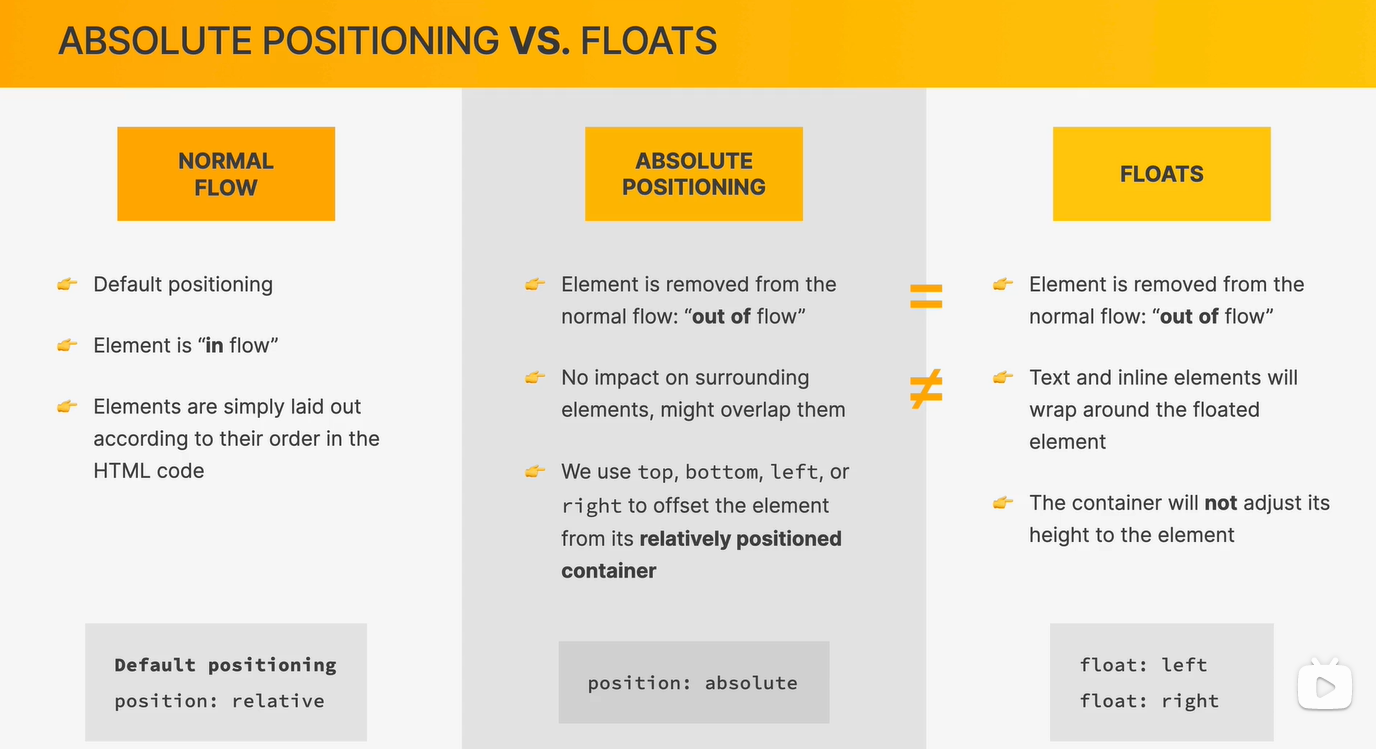 ABSOLUTE POSITIONING VS. FLOATS
NORMAL
FLOW
Default positioning
Element is “in flow”
Elements are simply laid out
according to their order in the
HTML code
Default positioning
position: relative
ABSOLUTE
POSITIONING
Element is removed from the
normal flow: “out of flow”
No impact on surrounding
elements, might overlap them
We use top, bottom, left, or
right to offset the element
from its relatively positioned
container
position: absolute
=
≠
FLOATS
Element is removed from the
normal flow: “out of flow”
Text and inline elements will
wrap around the floated
element
The container will not adjust its
height to the element
float: left
float: right